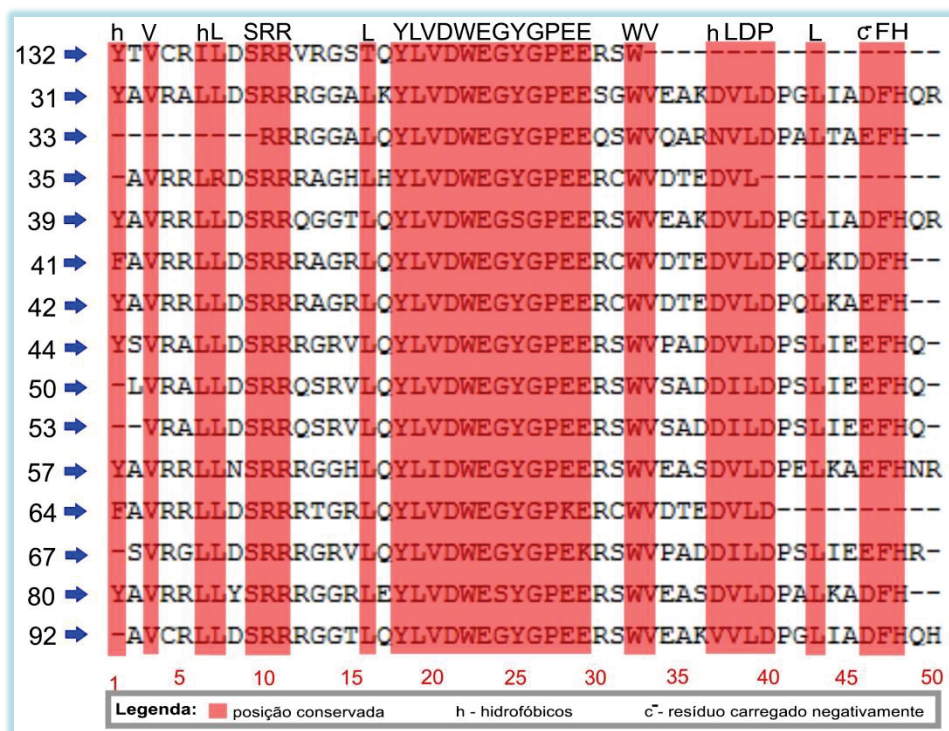 h V hL SRR L YLVDWEGYGPEE WV h LDP L c⁻FH
132 YTVCRILDSRRVRGSTQYLVDWEGYGPEERSW------------------
31 YAVRALLDSRRRGGALKYLVDWEGYGPEESGWVEAKDVLDPGLIADFHQR
33 ---------RRRGGALQYLVDWEGYGPEEQSWVQARNVLDPALTAEFH--
35 -AVRRLRDSRRRAGHLHYLVDWEGYGPEERCWVDTEDVL-----------
39 YAVRRLLDSRRQGGTLQYLVDWEGSGPEERSWVEAKDVLDPGLIADFHQR
41 FAVRRLLDSRRRAGRLQYLVDWEGYGPEERCWVDTEDVLDPQLKDDFH--
42 YAVRRLLDSRRRAGRLQYLVDWEGYGPEERCWVDTEDVLDPQLKAEFH--
44 YSVRALLDSRRRGRVLQYLVDWEGYGPEERSWVPADDVLDPSLIEEFHQ-
50 -LVRALLDSRRQSRVLQYLVDWEGYGPEERSWVSADDILDPSLIEEFHQ-
53 --VRALLDSRRQSRVLQYLVDWEGYGPEERSWVSADDILDPSLIEEFHQ-
57 YAVRRLLNSRRRGGHLQYLIDWEGYGPEERSWVEASDVLDPELKAEFHNR
64 FAVRRLLDSRRRTGRLQYLVDWEGYGPKERCWVDTEDVLD----------
67 -SVRGLLDSRRRGRVLQYLVDWEGYGPEKRSWVPADDILDPSLIEEFHR-
80 YAVRRLLYSRRRGGRLEYLVDWESYGPEERSWVEASDVLDPALKADFH--
92 -AVCRLLDSRRRGGTLQYLVDWEGYGPEERSWVEAKVVLDPGLIADFHQH
1 5 10 15 20 25 30 35 40 45 50
Legenda: posição conservada h - hidrofóbicos c⁻- resíduo carregado negativamente